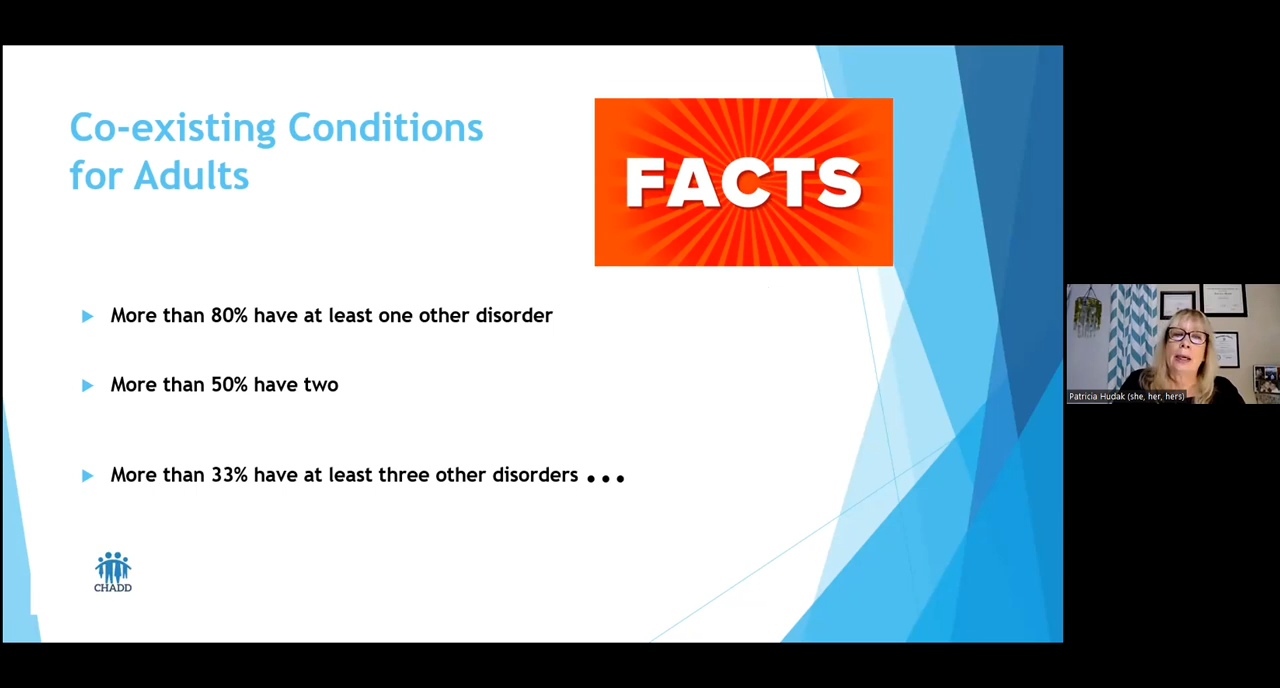 Co-existing Conditions
for Adults
FACTS
More than 80% have at least one other disorder
More than 50% have two
More than 33% have at least three other disorders ...
CHADD
Patricia Hudak (she, her, hers)